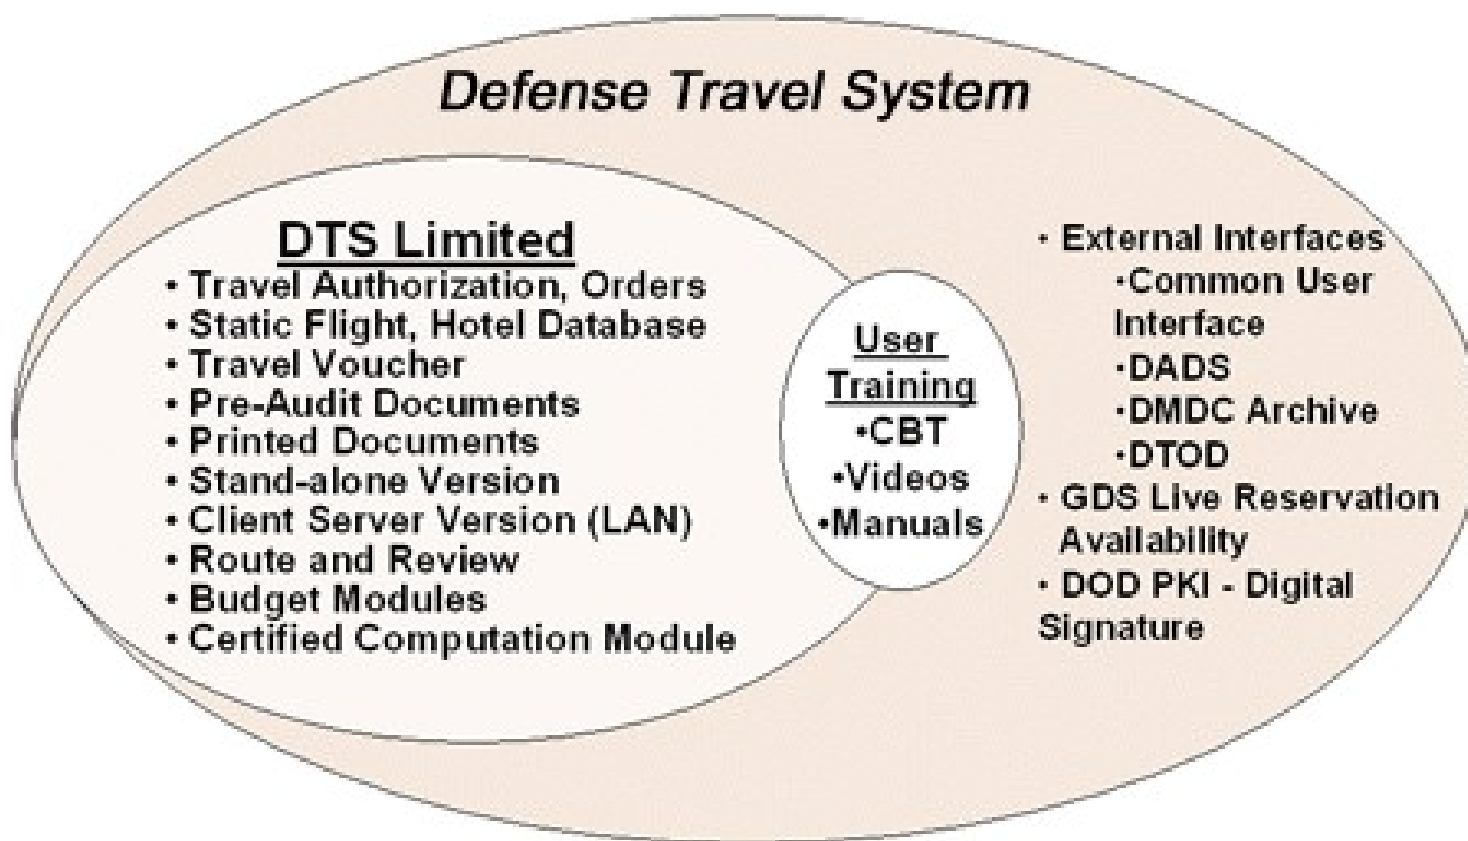 Defense Travel System
DTS Limited
• Travel Authorization, Orders
• Static Flight, Hotel Database
• Travel Voucher
• Pre-Audit Documents
• Printed Documents
• Stand-alone Version
• Client Server Version (LAN)
• Route and Review
• Budget Modules
• Certified Computation Module
User
Training
•CBT
•Videos
•Manuals
• External Interfaces
•Common User
Interface
•DADS
•DMDC Archive
•DTOD
• GDS Live Reservation
Availability
• DOD PKI - Digital
Signature